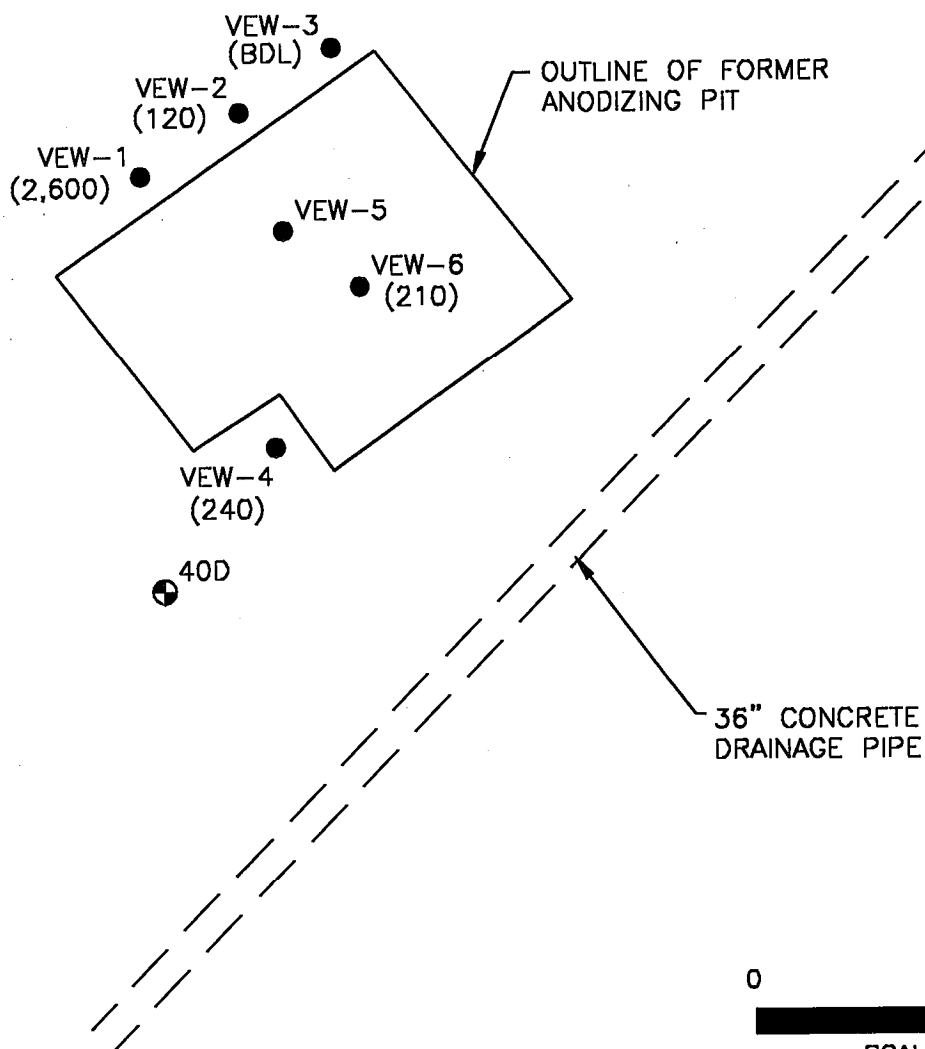 VEW-3
(BDL)
OUTLINE OF FORMER
ANODIZING PIT
VEW-2
(120)
VEW-1
(2,600)
VEW-5
VEW-6
(210)
VEW-4
(240)
40D
36" CONCRETE
DRAINAGE PIPE
0